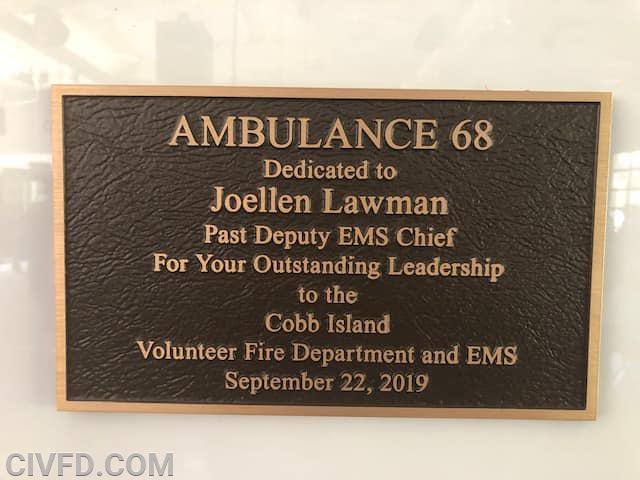 AMBULANCE 68
Dedicated to
Joellen Lawman
Past Deputy EMS Chief
For Your Outstanding Leadership
to the
Cobb Island
Volunteer Fire Department and EMS
September 22, 2019
CIVFD.COM